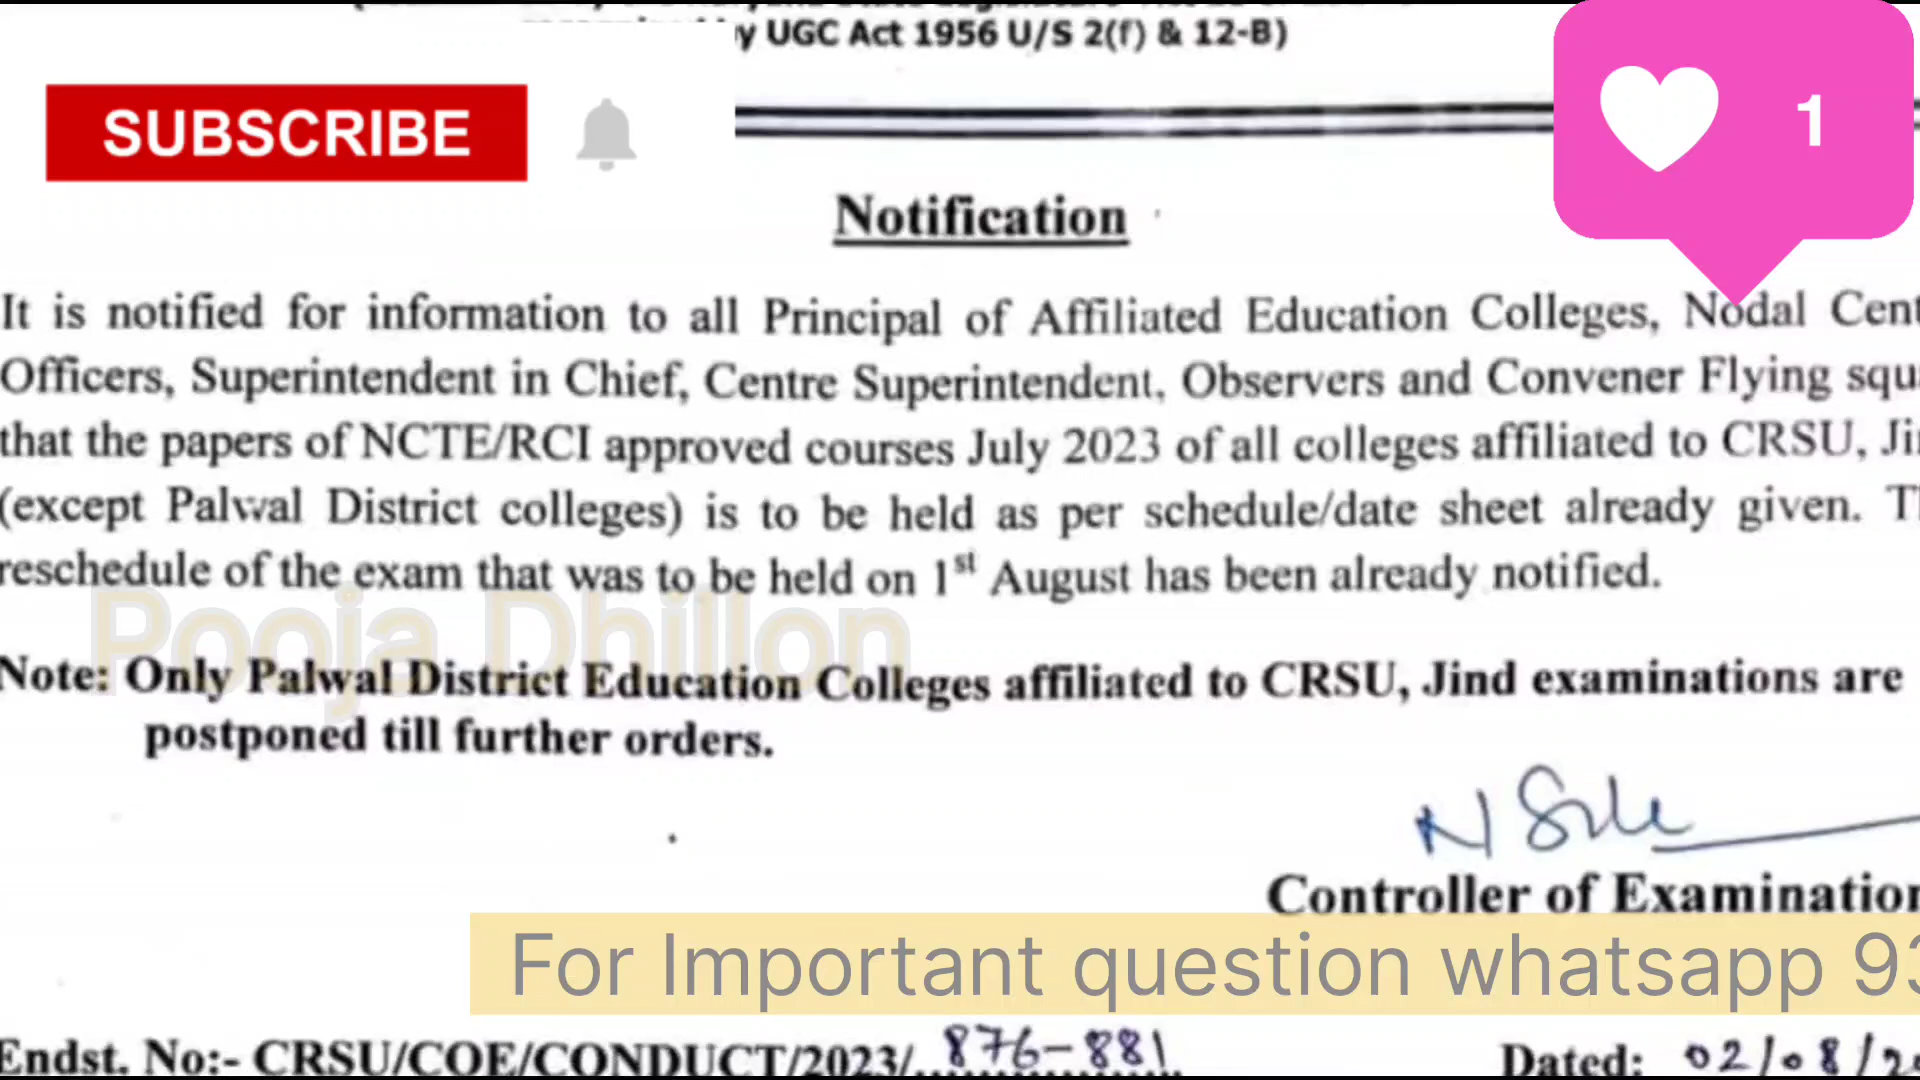 by UGC Act 1956 U/S 2(f) & 12-B)
SUBSCRIBE
1
Notification
It is notified for information to all Principal of Affiliated Education Colleges, Nodal Cent
Officers, Superintendent in Chief, Centre Superintendent, Observers and Convener Flying squ
that the papers of NCTE/RCI approved courses July 2023 of all colleges affiliated to CRSU, Ji
(except Palwal District colleges) is to be held as per schedule/date sheet already given. T
reschedule of the exam that was to be held on 1st August has been already notified.
Pooja Dhillon
Note: Only Palwal District Education Colleges affiliated to CRSU, Jind examinations are
postponed till further orders.
Controller of Examination
For Important question whatsapp 93
Endst. No:- CRSU/COE/CONDUCT/2023/..876-881..
Dated: 02/08/2